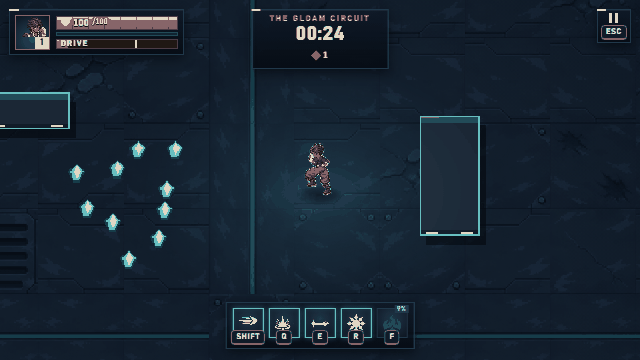 100/100
1
DRIVE
THE GLOAM CIRCUIT
00:24
1
ESC
9%
SHIFT
Q
E
R
F